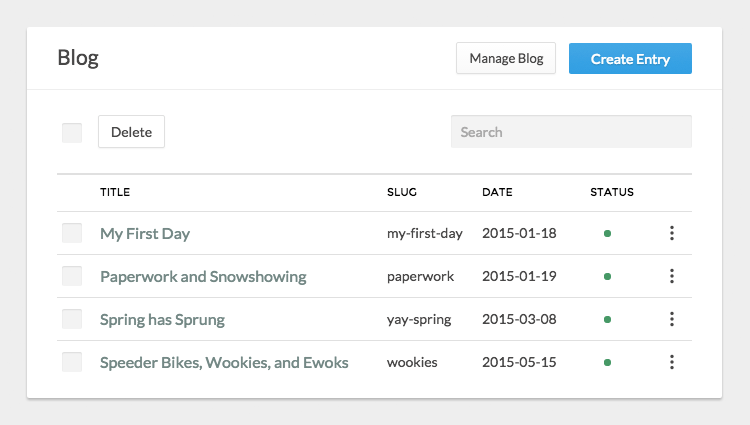 Blog
Manage Blog
Create Entry
Delete
Search
TITLE SLUG DATE STATUS
My First Day my-first-day 2015-01-18
Paperwork and Snowshowing paperwork 2015-01-19
Spring has Sprung yay-spring 2015-03-08
Speeder Bikes, Wookies, and Ewoks wookies 2015-05-15